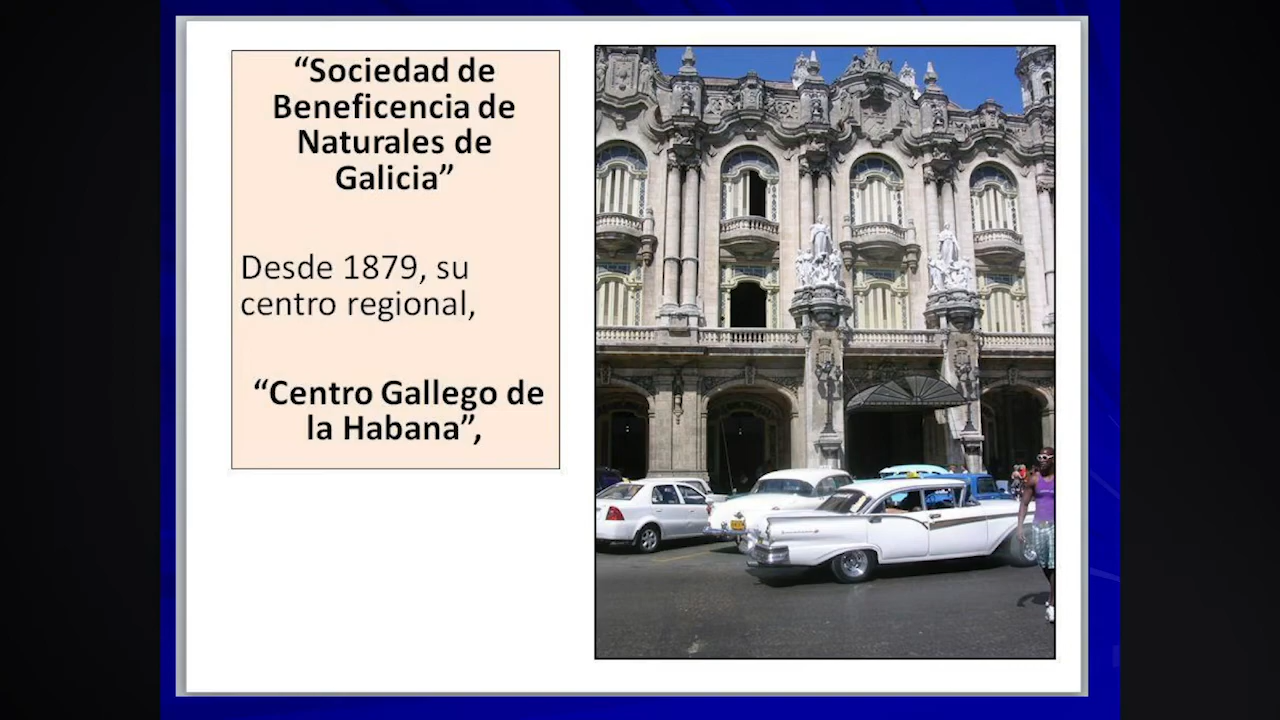 “Sociedad de
Beneficencia de
Naturales de
Galicia”
Desde 1879, su
centro regional,
“Centro Gallego de
la Habana”,